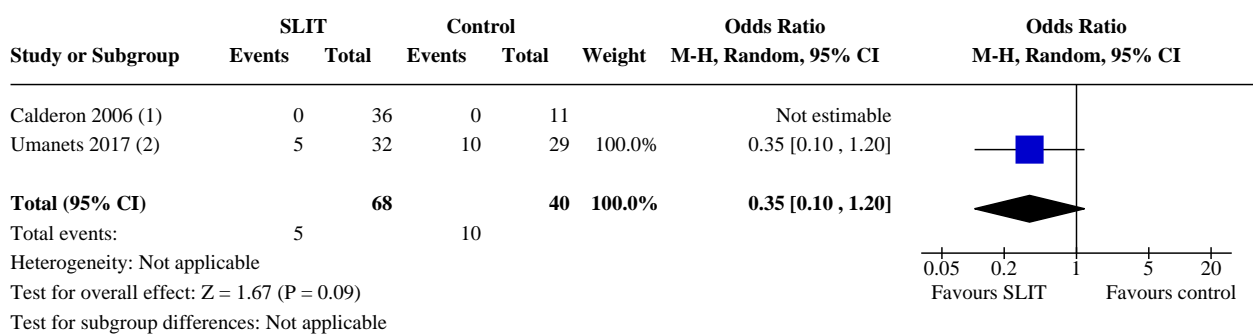 SLIT Control Odds Ratio Odds Ratio
Study or Subgroup Events Total Events Total Weight M-H, Random, 95% CI M-H, Random, 95% CI
Calderon 2006 (1) 0 36 0 11 Not estimable
Umanets 2017 (2) 5 32 10 29 100.0% 0.35 [0.10 , 1.20]
Total (95% CI) 68 40 100.0% 0.35 [0.10 , 1.20]
Total events: 5 10
Heterogeneity: Not applicable
0.05 0.2 1 5 20
Test for overall effect: Z = 1.67 (P = 0.09) Favours SLIT Favours control
Test for subgroup differences: Not applicable